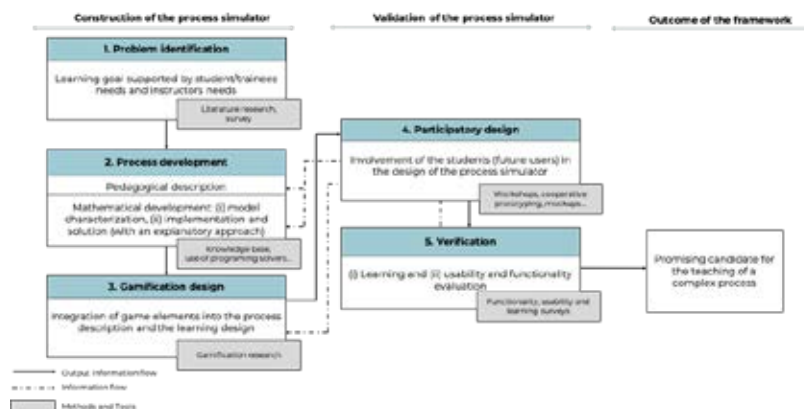 Construction of the process simulator
Validation of the process simulator
Outcome of the framework
1. Problem identification
Learning goal supported by student/trainees
needs and instructors needs
Literature research,
survey
2. Process development
Pedagogical description
Mathematical development: (i) model
characterization, (ii) implementation and
solution (with an explanatory approach)
Knowledge base,
use of programing solvers...
3. Gamification design
Integration of game elements into the process
description and the learning design
Gamification research
4. Participatory design
Involvement of the students (future users) in
the design of the process simulator
Workshops, cooperative
prototyping, mockups...
5. Verification
(i) Learning and (ii) usability and functionality
evaluation
Functionality, usability and
learning surveys
Promising candidate for
the teaching of a
complex process
Output information flow
Information flow
Methods and Tools